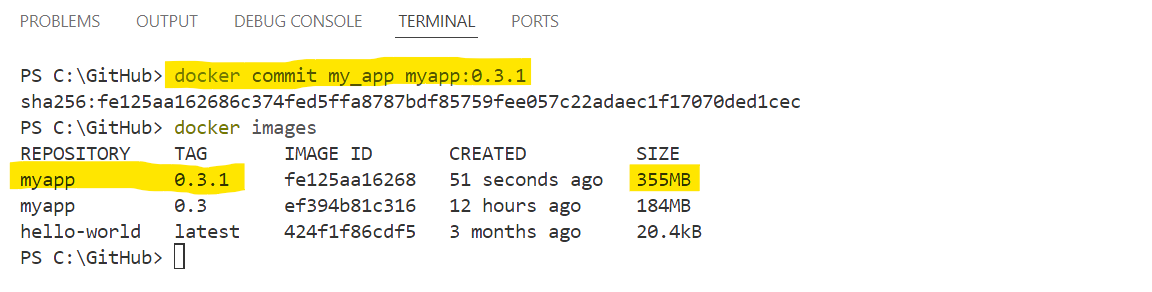 PROBLEMS OUTPUT DEBUG CONSOLE TERMINAL PORTS
PS C:\GitHub> docker commit my_app myapp:0.3.1
sha256:fe125aa162686c374fed5ffa8787bdf85759fee057c22adaec1f17070ded1cec
PS C:\GitHub> docker images
REPOSITORY TAG IMAGE ID CREATED SIZE
myapp 0.3.1 fe125aa16268 51 seconds ago 355MB
myapp 0.3 ef394b81c316 12 hours ago 184MB
hello-world latest 424f1f86cdf5 3 months ago 20.4kB
PS C:\GitHub>